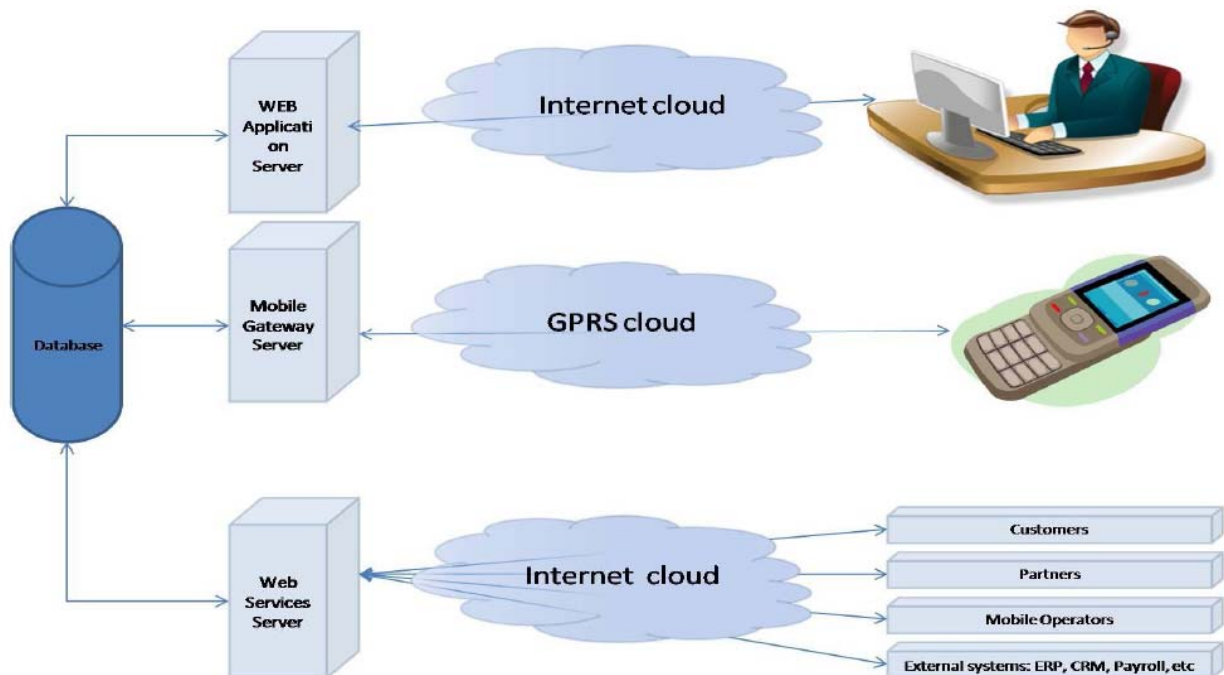 WEB
Applicati
on
Server
Internet cloud
Database
Mobile
Gateway
Server
GPRS cloud
Web
Services
Server
Internet cloud
Customers
Partners
Mobile Operators
External systems: ERP, CRM, Payroll, etc